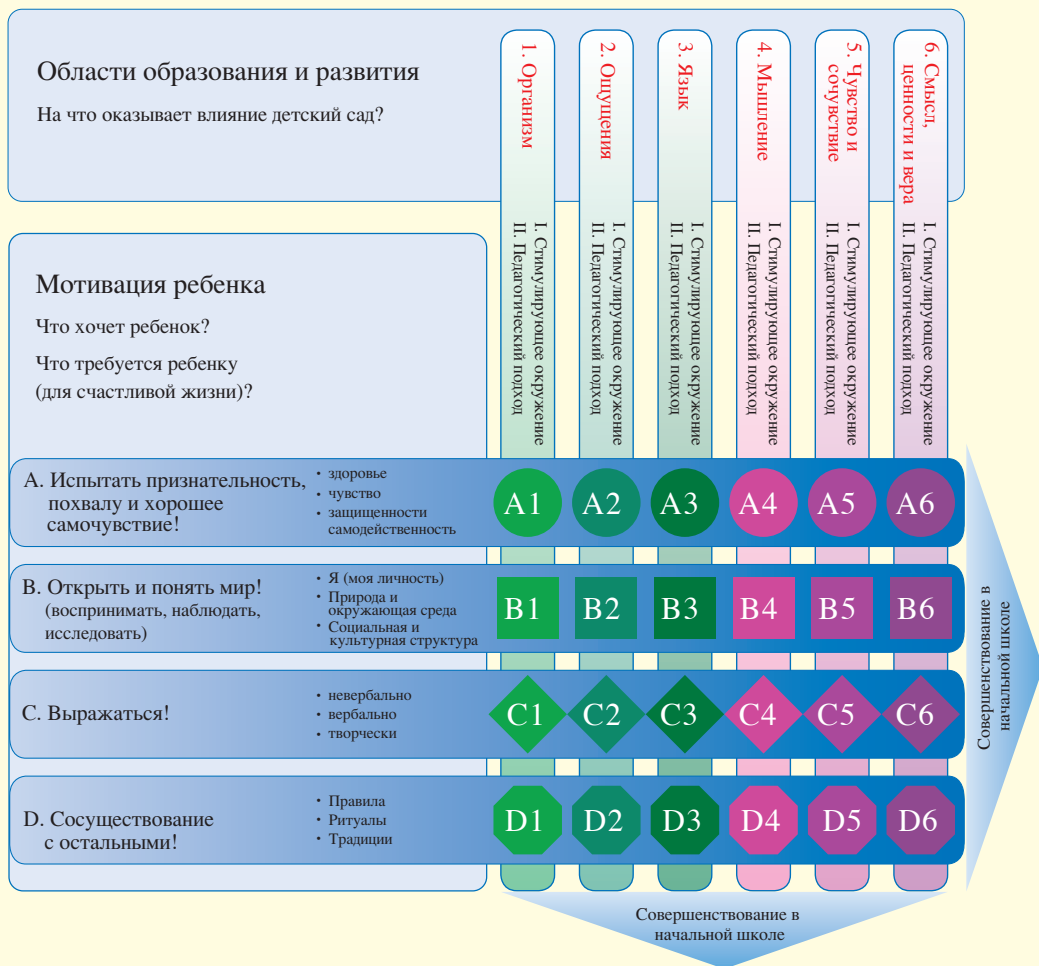 Области образования и развития
На что оказывает влияние детский сад?
1. Организм
I. Стимулирующее окружение
II. Педагогический подход
2. Ощущения
I. Стимулирующее окружение
II. Педагогический подход
3. Язык
I. Стимулирующее окружение
II. Педагогический подход
4. Мышление
I. Стимулирующее окружение
II. Педагогический подход
5. Чувство и
сочувствие
I. Стимулирующее окружение
II. Педагогический подход
6. Смысл,
ценности и вера
I. Стимулирующее окружение
II. Педагогический подход
Мотивация ребенка
Что хочет ребенок?
Что требуется ребенку
(для счастливой жизни)?
A. Испытать признательность,
похвалу и хорошее
самочувствие!
• здоровье
• чувство
• защищенности
самодейственность
A1 A2 A3 A4 A5 A6
B. Открыть и понять мир!
(воспринимать, наблюдать,
исследовать)
• Я (моя личность)
• Природа и
окружающая среда
• Социальная и
культурная структура
B1 B2 B3 B4 B5 B6
C. Выражаться!
• невербально
• вербально
• творчески
C1 C2 C3 C4 C5 C6
D. Сосуществование
с остальными!
• Правила
• Ритуалы
• Традиции
D1 D2 D3 D4 D5 D6
Совершенствование в
начальной школе
Совершенствование в
начальной школе